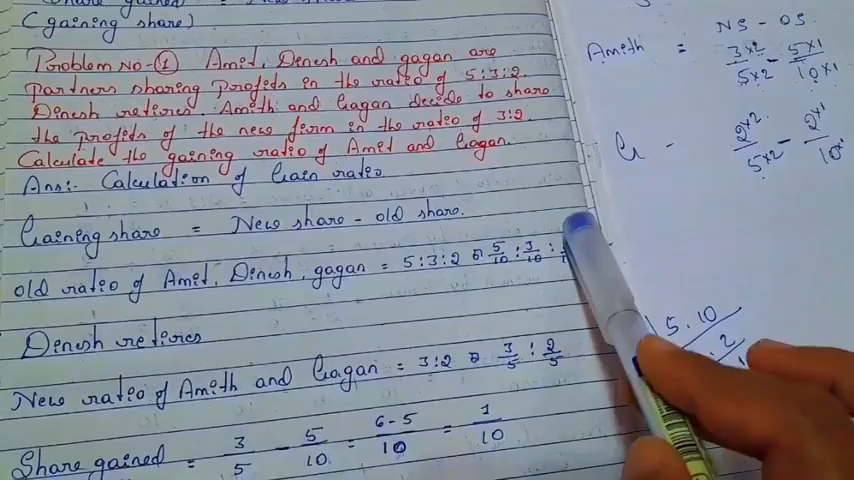 (gaining share)
Problem No-1 Amit, Dinesh and gagan are
partners sharing profits in the ratio of 5:3:2.
Dinesh retires. Amith and Gagan decide to share
the profits of the new firm in the ratio of 3:2.
Calculate the gaining ratio of Amit and Gagan.
Ans:- Calculation of Gain ratio
Gaining share = New share - old share.
old ratio of Amit, Dinesh, gagan = 5:3:2 5/10 : 3/10 :
Dinesh retires
New ratio of Amith and Gagan = 3:2 3/5 : 2/5
Share gained = 3/5 - 5/10 = 6-5/10 = 1/10
NS - OS
Amith = 3×2/5×2 - 5×1/10×1
G - 2×2/5×2 - 2×1/10
5.10